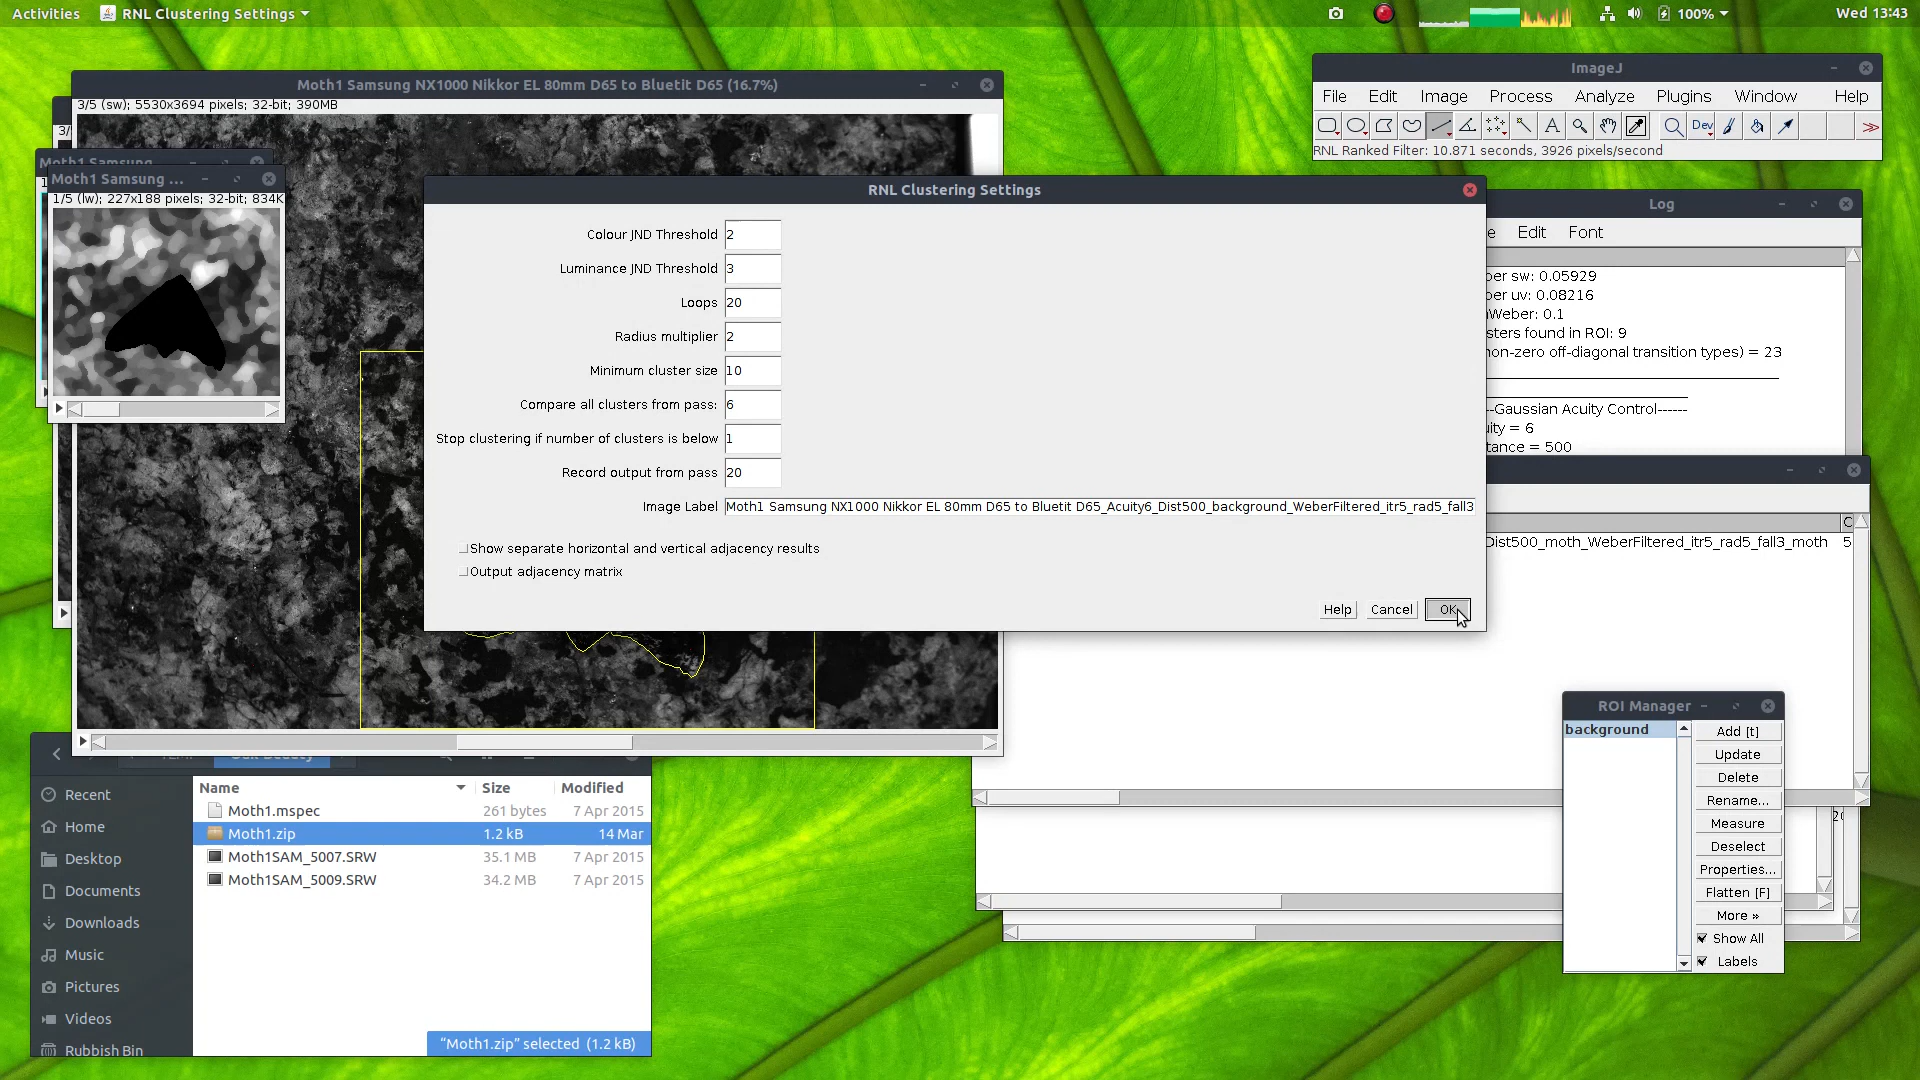 Activities
RNL Clustering Settings
100%
Wed 13:43
Moth1 Samsung NX1000 Nikkor EL 80mm D65 to Bluetit D65 (16.7%)
3/5 (sw); 5530x3694 pixels; 32-bit; 390MB
3/
Moth1 Samsung
Moth1 Samsung ...
1/5 (lw); 227x188 pixels; 32-bit; 834K
ImageJ
File Edit Image Process Analyze Plugins Window Help
Dev
RNL Ranked Filter: 10.871 seconds, 3926 pixels/second
RNL Clustering Settings
Colour JND Threshold 2
Luminance JND Threshold 3
Loops 20
Radius multiplier 2
Minimum cluster size 10
Compare all clusters from pass: 6
Stop clustering if number of clusters is below 1
Record output from pass 20
Image Label Moth1 Samsung NX1000 Nikkor EL 80mm D65 to Bluetit D65_Acuity6_Dist500_background_WeberFiltered_itr5_rad5_fall3
Show separate horizontal and vertical adjacency results
Output adjacency matrix
Help Cancel OK
Log
e Edit Font
ber sw: 0.05929
ber uv: 0.08216
Weber: 0.1
sters found in ROI: 9
non-zero off-diagonal transition types) = 23
--Gaussian Acuity Control------
uity = 6
tance = 500
C
Dist500_moth_WeberFiltered_itr5_rad5_fall3_moth 5
ROI Manager
background
Add [t]
Update
Delete
Rename...
Measure
Deselect
Properties...
Flatten [F]
More »
Show All
Labels
Recent
Home
Desktop
Documents
Downloads
Music
Pictures
Videos
Rubbish Bin
Name Size Modified
Moth1.mspec 261 bytes 7 Apr 2015
Moth1.zip 1.2 kB 14 Mar
Moth1SAM_5007.SRW 35.1 MB 7 Apr 2015
Moth1SAM_5009.SRW 34.2 MB 7 Apr 2015
"Moth1.zip" selected (1.2 kB)